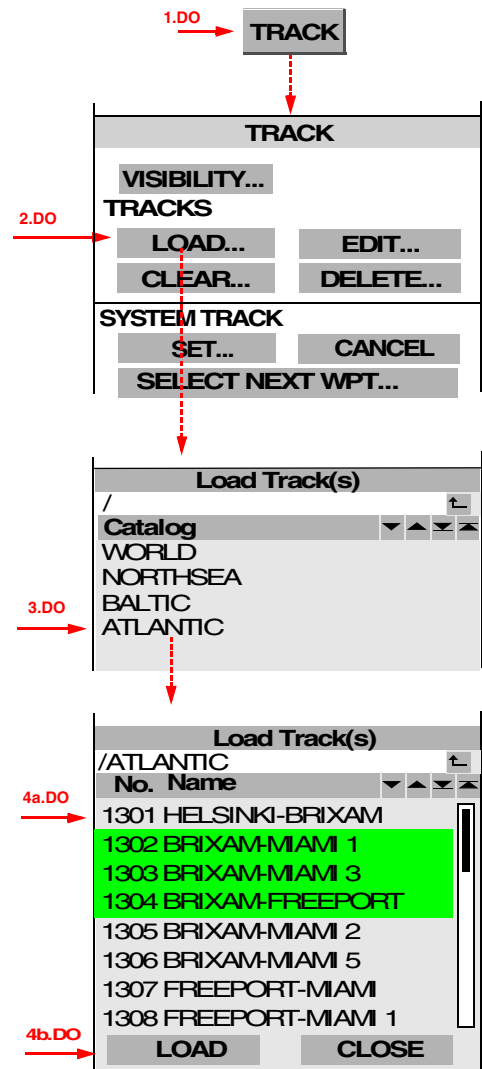 1.DO
TRACK
TRACK
VISIBILITY...
TRACKS
2.DO
LOAD... EDIT...
CLEAR... DELETE...
SYSTEM TRACK
SET... CANCEL
SELECT NEXT WPT...
Load Track(s)
/
Catalog
WORLD
NORTHSEA
BALTIC
3.DO
ATLANTIC
Load Track(s)
/ATLANTIC
No. Name
4a.DO
1301 HELSINKI-BRIXAM
1302 BRIXAM-MIAMI 1
1303 BRIXAM-MIAMI 3
1304 BRIXAM-FREEPORT
1305 BRIXAM-MIAMI 2
1306 BRIXAM-MIAMI 5
1307 FREEPORT-MIAMI
1308 FREEPORT-MIAMI 1
4b.DO
LOAD CLOSE